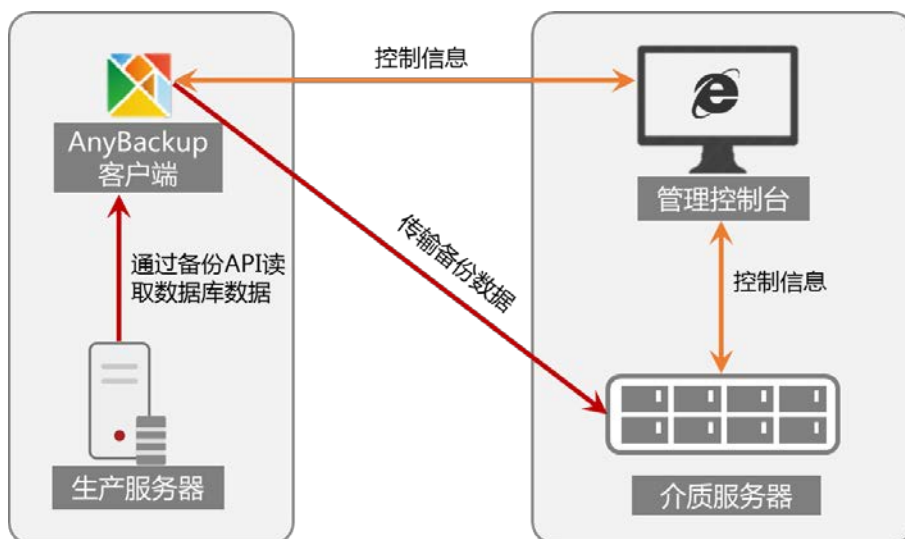 控制信息
AnyBackup
客户端
管理控制台
通过备份API读
取数据库数据
传输备份数据
控制信息
生产服务器
介质服务器